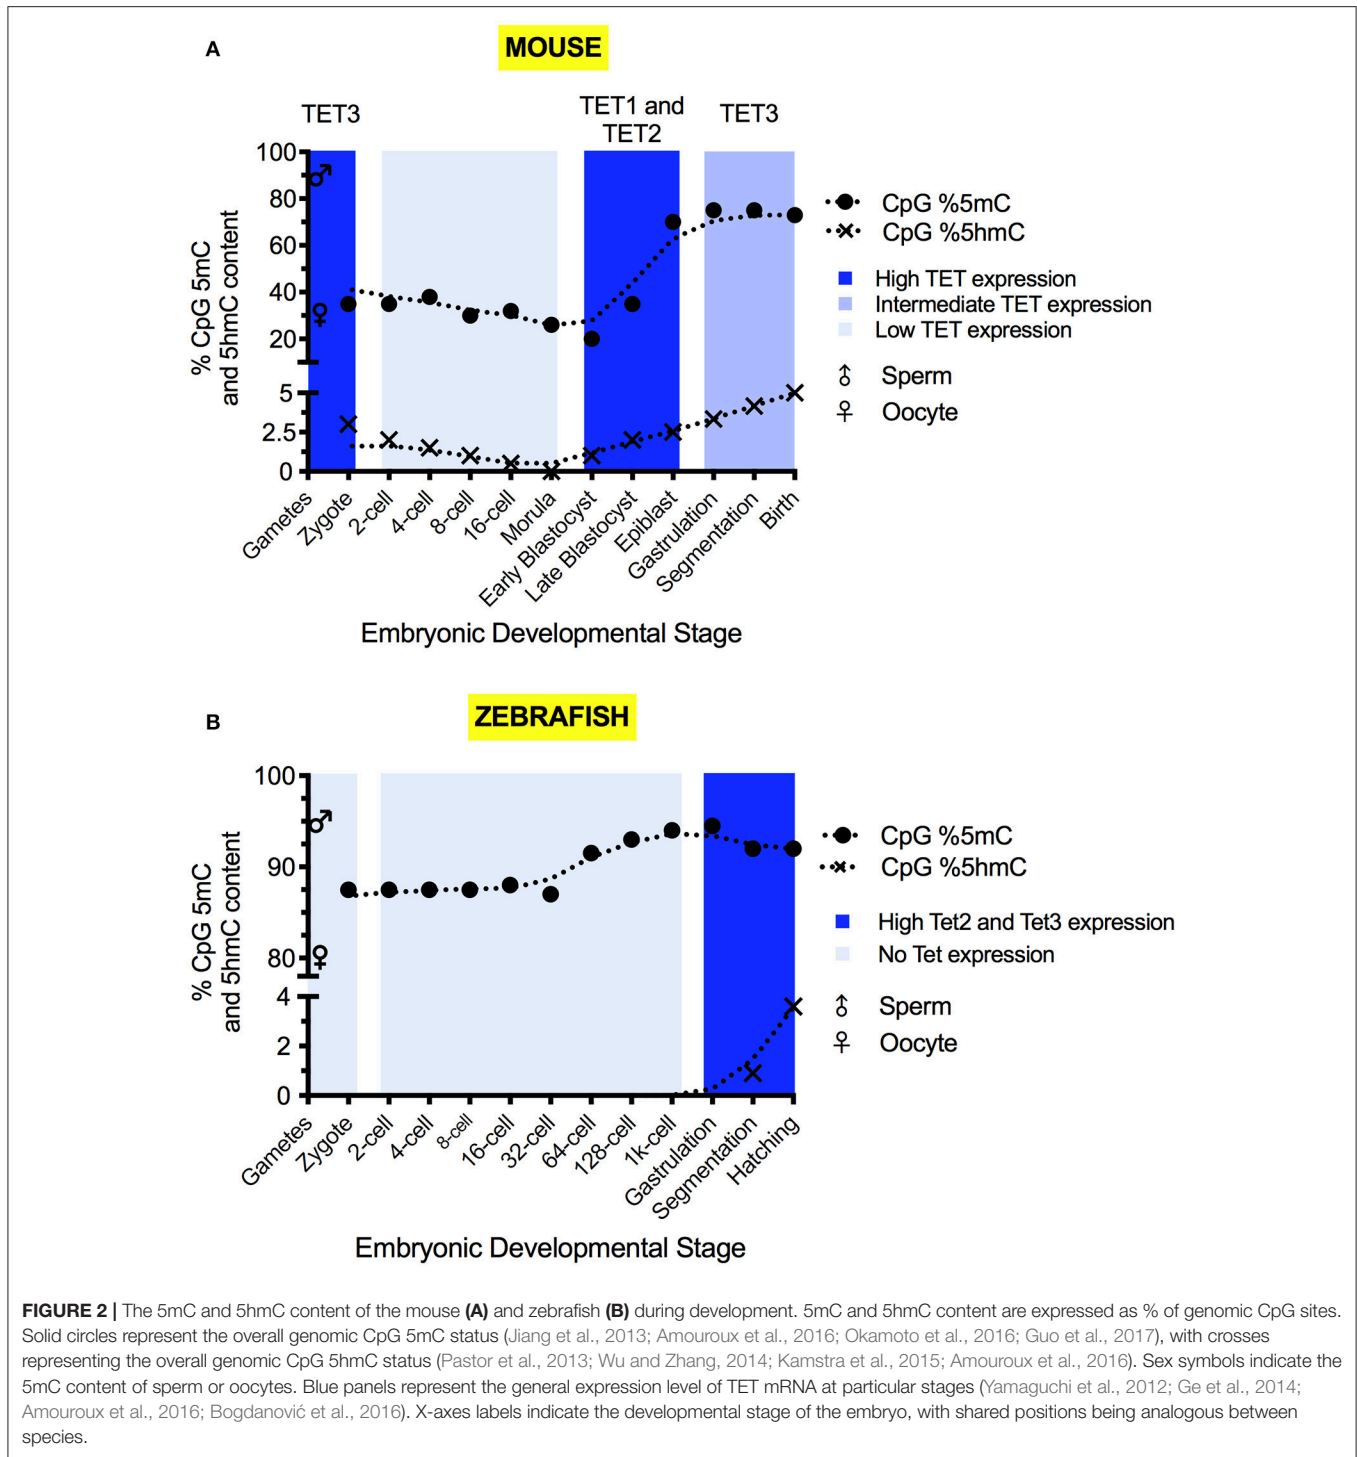 A
MOUSE
TET3
TET1 and
TET2
TET3
% CpG 5mC
and 5hmC content
100
80
60
40
20
5
2.5
0
♂
♀
Gametes
Zygote
2-cell
4-cell
8-cell
16-cell
Morula
Early Blastocyst
Late Blastocyst
Epiblast
Gastrulation
Segmentation
Birth
Embryonic Developmental Stage
CpG %5mC
CpG %5hmC
High TET expression
Intermediate TET expression
Low TET expression
♂ Sperm
♀ Oocyte
B
ZEBRAFISH
% CpG 5mC
and 5hmC content
100
90
80
4
2
0
♂
♀
Gametes
Zygote
2-cell
4-cell
8-cell
16-cell
32-cell
64-cell
128-cell
1k-cell
Gastrulation
Segmentation
Hatching
Embryonic Developmental Stage
CpG %5mC
CpG %5hmC
High Tet2 and Tet3 expression
No Tet expression
♂ Sperm
♀ Oocyte
FIGURE 2 | The 5mC and 5hmC content of the mouse (A) and zebrafish (B) during development. 5mC and 5hmC content are expressed as % of genomic CpG sites.
Solid circles represent the overall genomic CpG 5mC status (Jiang et al., 2013; Amouroux et al., 2016; Okamoto et al., 2016; Guo et al., 2017), with crosses
representing the overall genomic CpG 5hmC status (Pastor et al., 2013; Wu and Zhang, 2014; Kamstra et al., 2015; Amouroux et al., 2016). Sex symbols indicate the
5mC content of sperm or oocytes. Blue panels represent the general expression level of TET mRNA at particular stages (Yamaguchi et al., 2012; Ge et al., 2014;
Amouroux et al., 2016; Bogdanović et al., 2016). X-axes labels indicate the developmental stage of the embryo, with shared positions being analogous between
species.